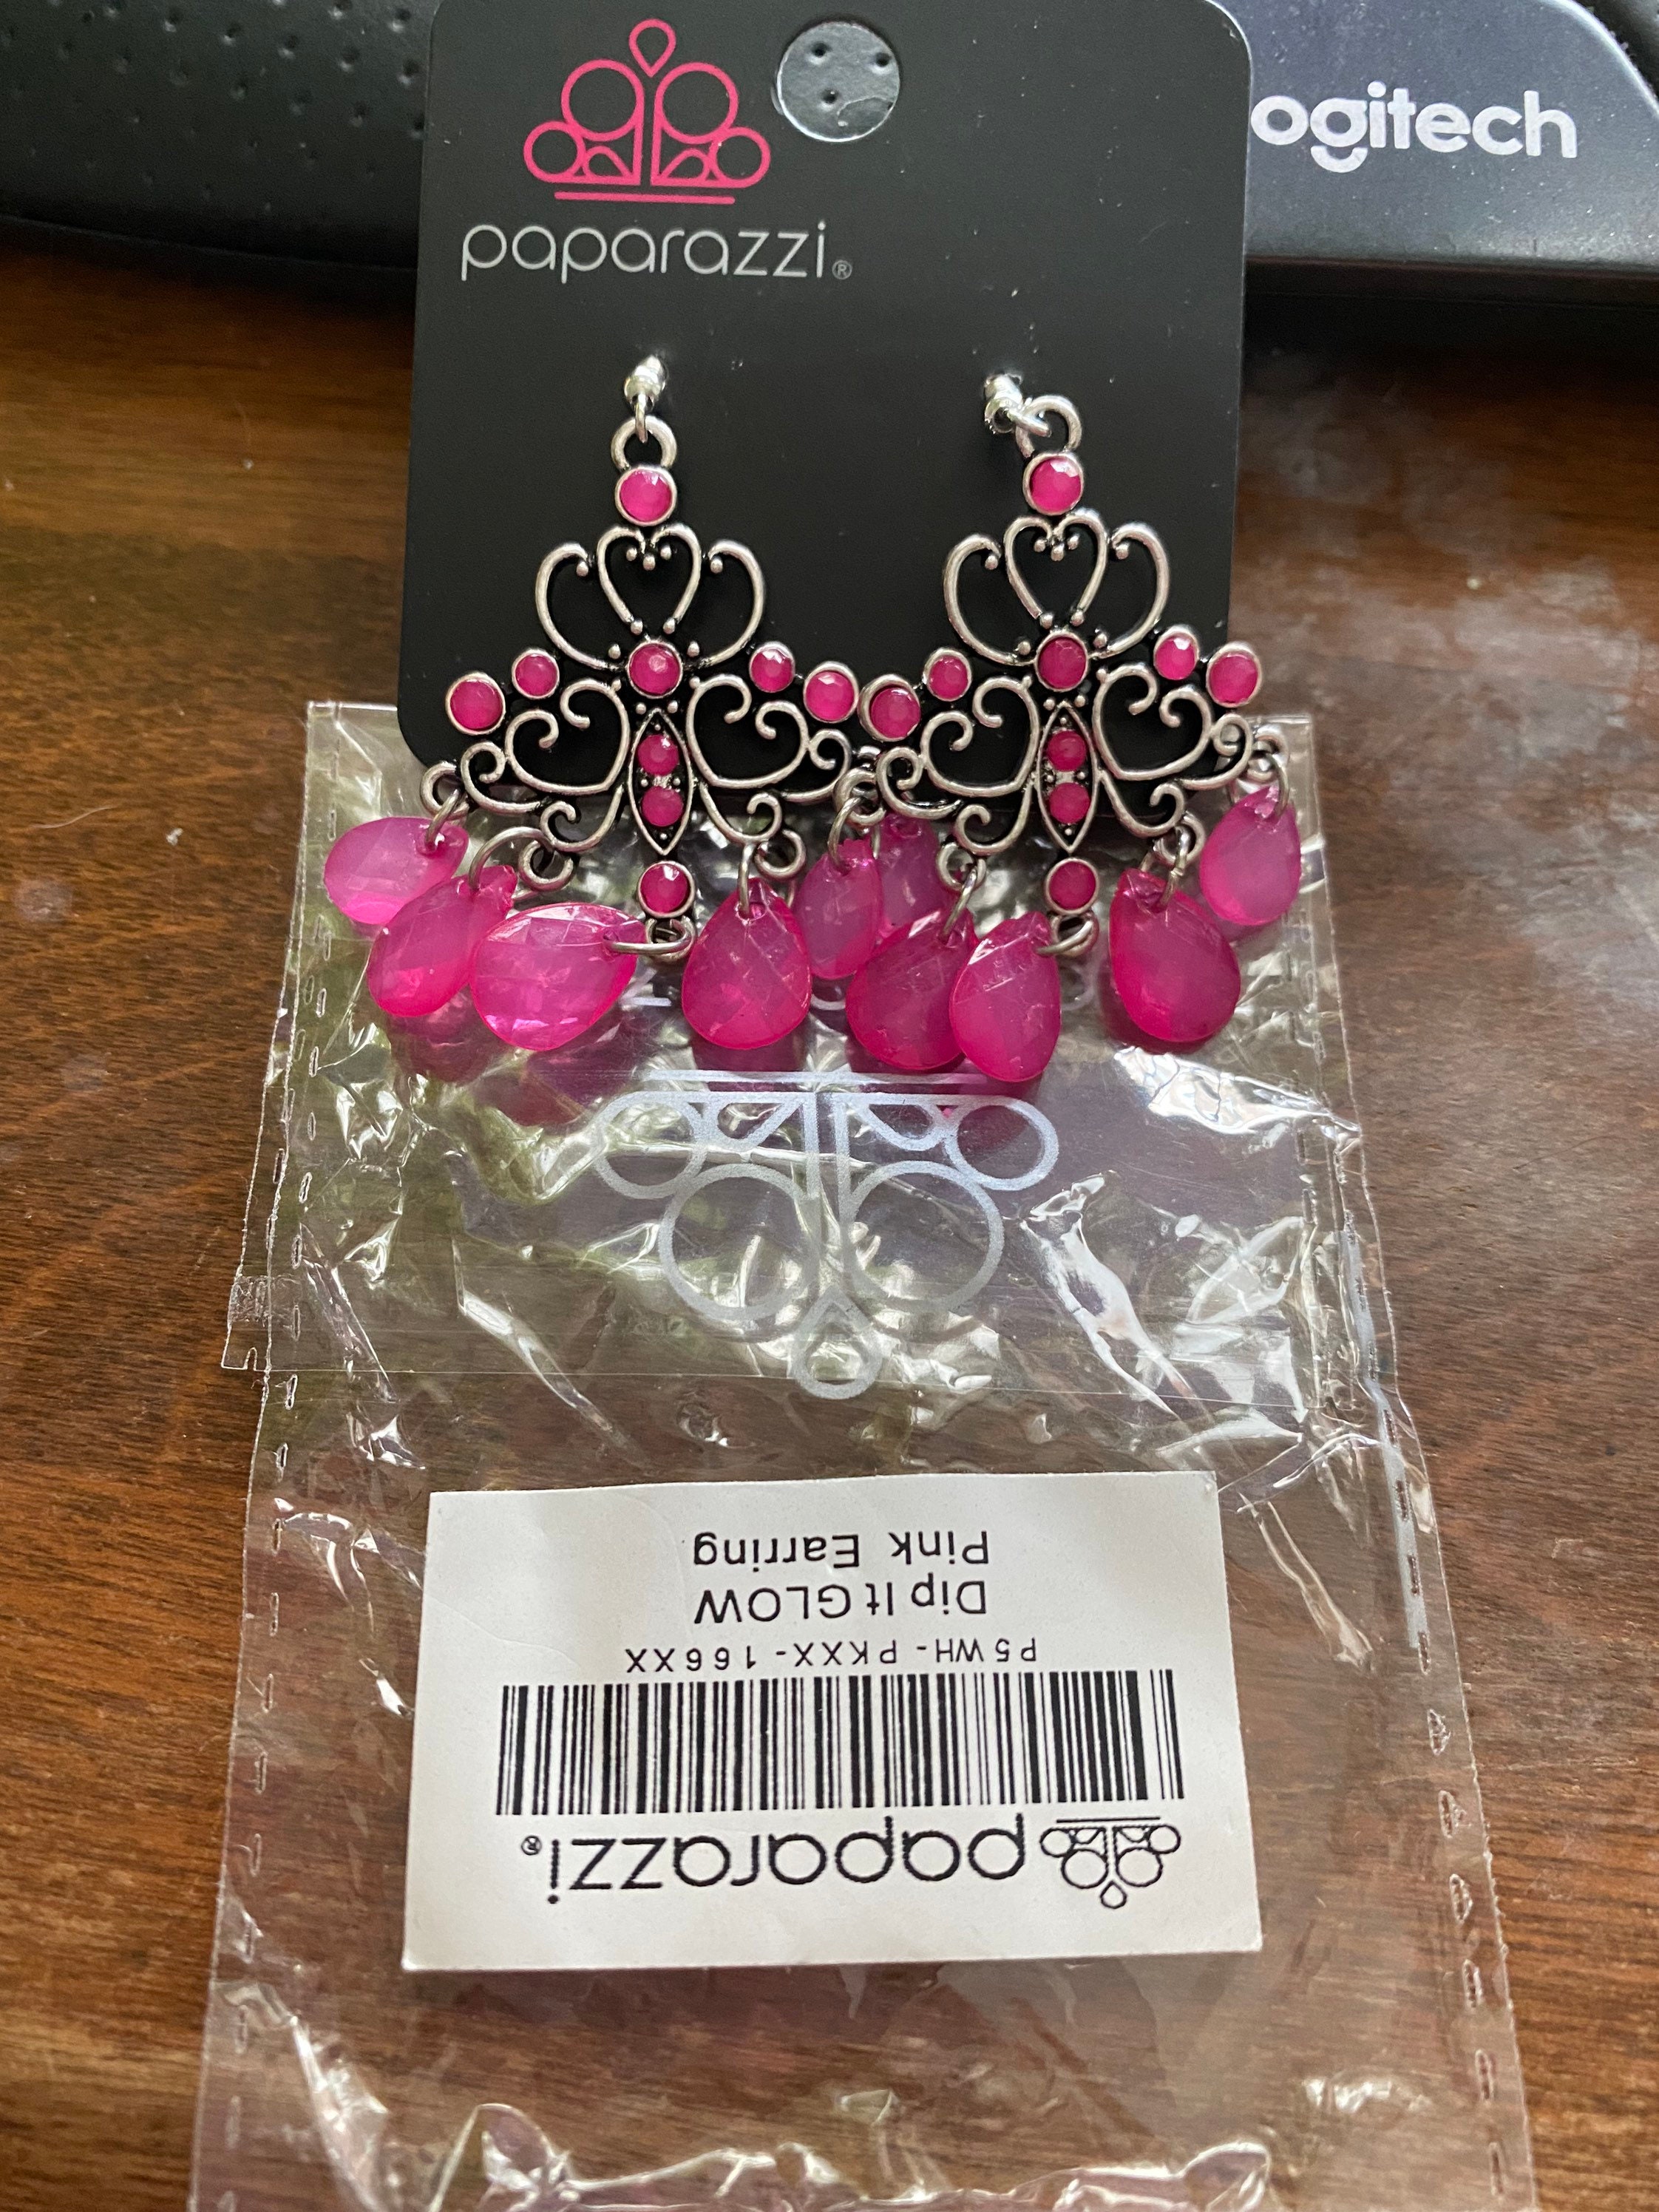 ogitech
paparazzi®
Pink Earring
Dip It GLOW
P5WH-PKXX-166XX
paparazzi®